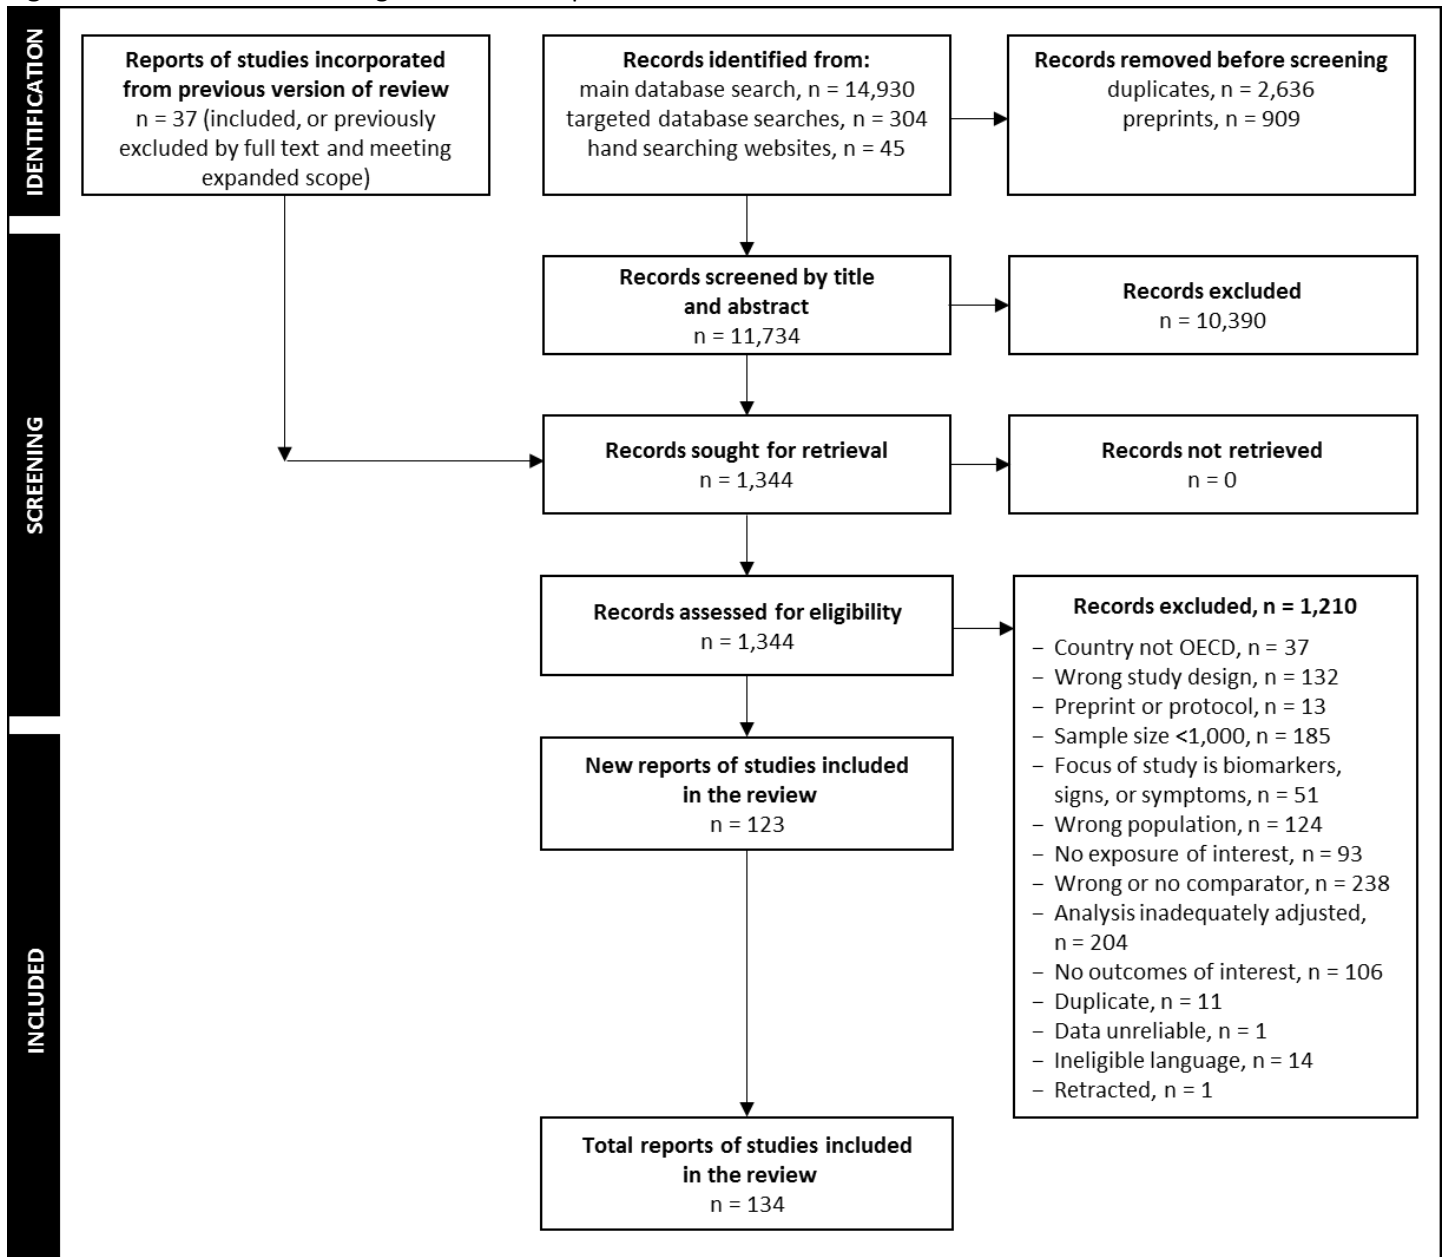 IDENTIFICATION
Reports of studies incorporated
from previous version of review
n = 37 (included, or previously
excluded by full text and meeting
expanded scope)
Records identified from:
main database search, n = 14,930
targeted database searches, n = 304
hand searching websites, n = 45
Records removed before screening
duplicates, n = 2,636
preprints, n = 909
SCREENING
Records screened by title
and abstract
n = 11,734
Records excluded
n = 10,390
Records sought for retrieval
n = 1,344
Records not retrieved
n = 0
Records assessed for eligibility
n = 1,344
Records excluded, n = 1,210
– Country not OECD, n = 37
– Wrong study design, n = 132
– Preprint or protocol, n = 13
– Sample size <1,000, n = 185
– Focus of study is biomarkers,
signs, or symptoms, n = 51
– Wrong population, n = 124
– No exposure of interest, n = 93
– Wrong or no comparator, n = 238
– Analysis inadequately adjusted,
n = 204
– No outcomes of interest, n = 106
– Duplicate, n = 11
– Data unreliable, n = 1
– Ineligible language, n = 14
– Retracted, n = 1
INCLUDED
New reports of studies included
in the review
n = 123
Total reports of studies included
in the review
n = 134